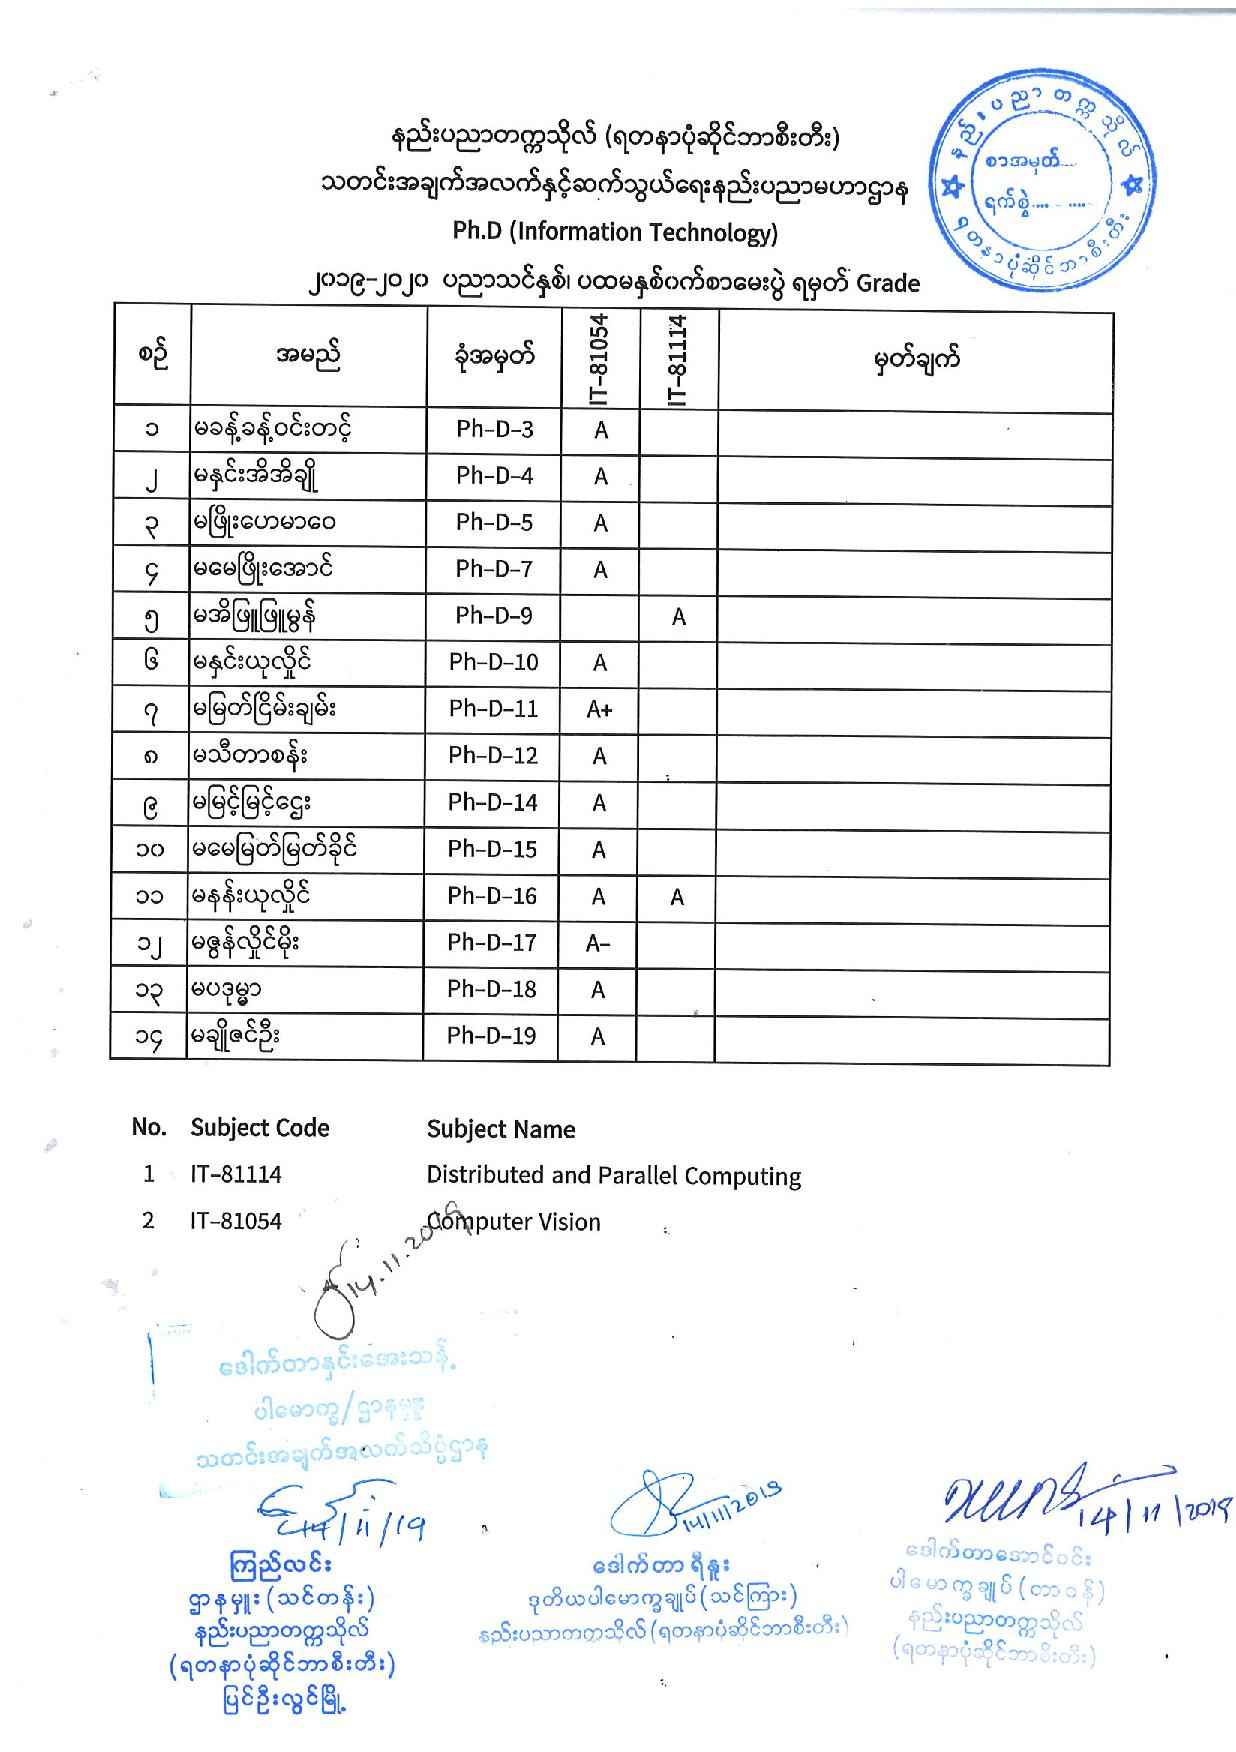 နည်းပညာတက္ကသိုလ်
စာအမှတ်....
ရက်စွဲ.... ....
ရတနာပုံဆိုင်ဘာစီးတီး
နည်းပညာတက္ကသိုလ် (ရတနာပုံဆိုင်ဘာစီးတီး)
သတင်းအချက်အလက်နှင့်ဆက်သွယ်ရေးနည်းပညာမဟာဌာန
Ph.D (Information Technology)
၂၀၁၉-၂၀၂၀ ပညာသင်နှစ်၊ ပထမနှစ်ဝက်စာမေးပွဲ ရမှတ် Grade
စဉ် အမည် ခုံအမှတ် IT-81054 IT-81114 မှတ်ချက်
၁ မခန့်ခန့်ဝင်းတင့် Ph-D-3 A
၂ မနှင်းအိအိချို Ph-D-4 A
၃ မဖြိုးဟေမာဝေ Ph-D-5 A
၄ မမေဖြိုးအောင် Ph-D-7 A
၅ မအိဖြူဖြူမွန် Ph-D-9 A
၆ မနှင်းယုလှိုင် Ph-D-10 A
၇ မမြတ်ငြိမ်းချမ်း Ph-D-11 A+
၈ မသီတာစန်း Ph-D-12 A
၉ မမြင့်မြင့်ဌေး Ph-D-14 A
၁၀ မမေမြတ်မြတ်ခိုင် Ph-D-15 A
၁၁ မနန်းယုလှိုင် Ph-D-16 A A
၁၂ မဇွန်လှိုင်မိုး Ph-D-17 A-
၁၃ မပဒုမ္မာ Ph-D-18 A
၁၄ မချိုဇင်ဦး Ph-D-19 A
No. Subject Code Subject Name
1 IT-81114 Distributed and Parallel Computing
2 IT-81054 Computer Vision
14.11.2019
ဒေါက်တာနှင်းအေးသန့်
ပါမောက္ခ/ဌာနမှူး
သတင်းအချက်အလက်သိပ္ပံဌာန
14/11/19 14/11/2019 14/11/2019
ကြည်လင်း
ဌာနမှူး (သင်တန်း)
နည်းပညာတက္ကသိုလ်
(ရတနာပုံဆိုင်ဘာစီးတီး)
ပြင်ဦးလွင်မြို့
ဒေါက်တာ ရီနူး
ဒုတိယပါမောက္ခချုပ် (သင်ကြား)
နည်းပညာတက္ကသိုလ် (ရတနာပုံဆိုင်ဘာစီးတီး)
ဒေါက်တာအောင်ဝင်း
ပါမောက္ခချုပ် (တာဝန်)
နည်းပညာတက္ကသိုလ်
(ရတနာပုံဆိုင်ဘာစီးတီး)